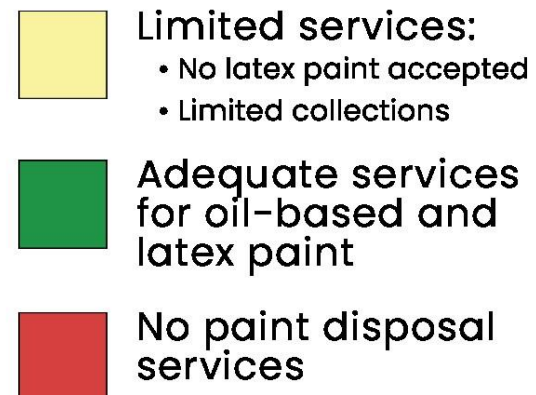 Limited services:
• No latex paint accepted
• Limited collections
Adequate services
for oil-based and
latex paint
No paint disposal
services